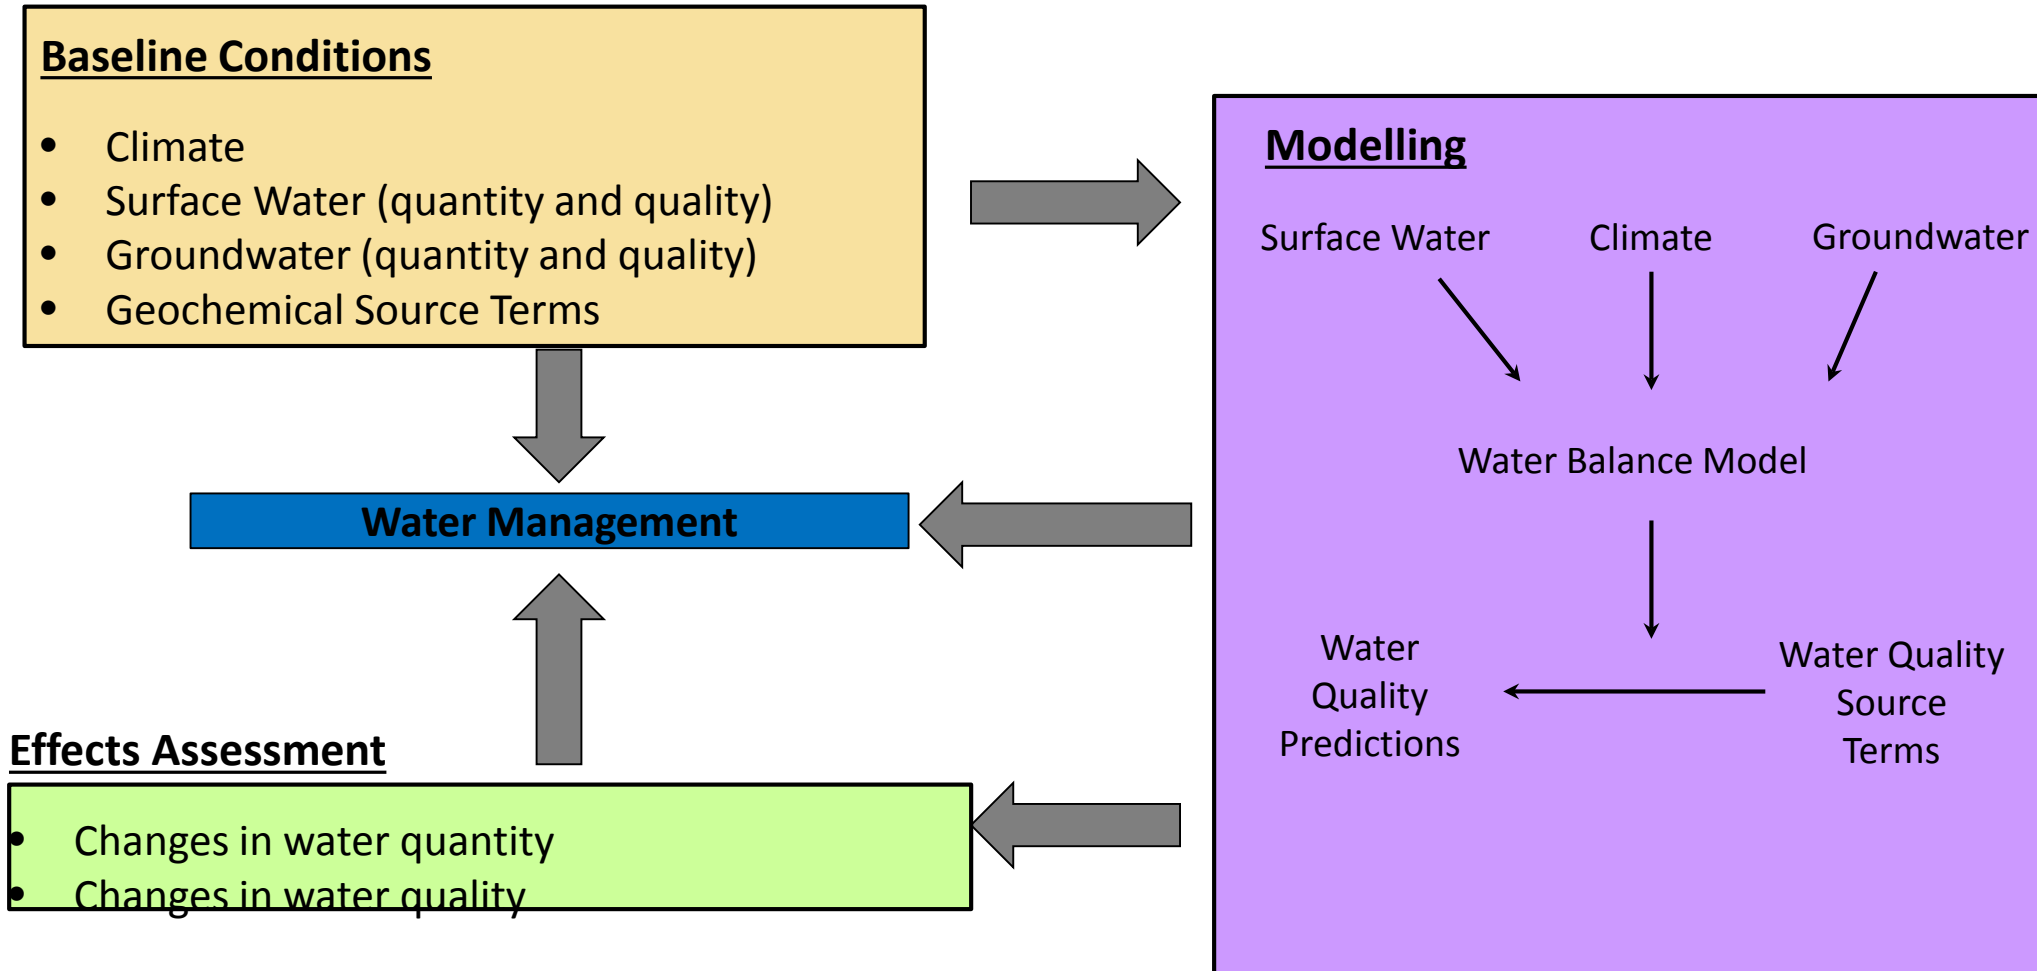 Baseline Conditions
• Climate
• Surface Water (quantity and quality)
• Groundwater (quantity and quality)
• Geochemical Source Terms
Modelling
Surface Water
Climate
Groundwater
Water Balance Model
Water
Quality
Predictions
Water Quality
Source
Terms
Water Management
Effects Assessment
• Changes in water quantity
• Changes in water quality